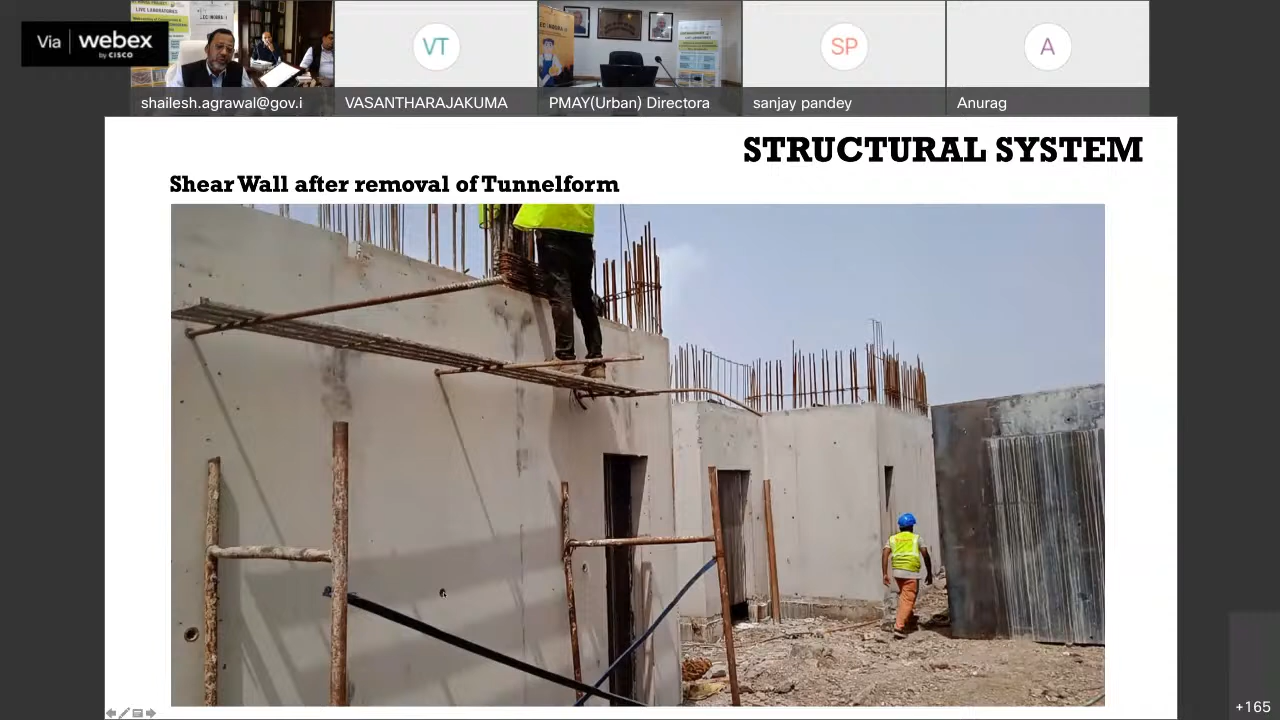 Via webex
by CISCO
VT
SP
A
shailesh.agrawal@gov.i
VASANTHARAJAKUMA
PMAY(Urban) Directora
sanjay pandey
Anurag
STRUCTURAL SYSTEM
Shear Wall after removal of Tunnelform
+165